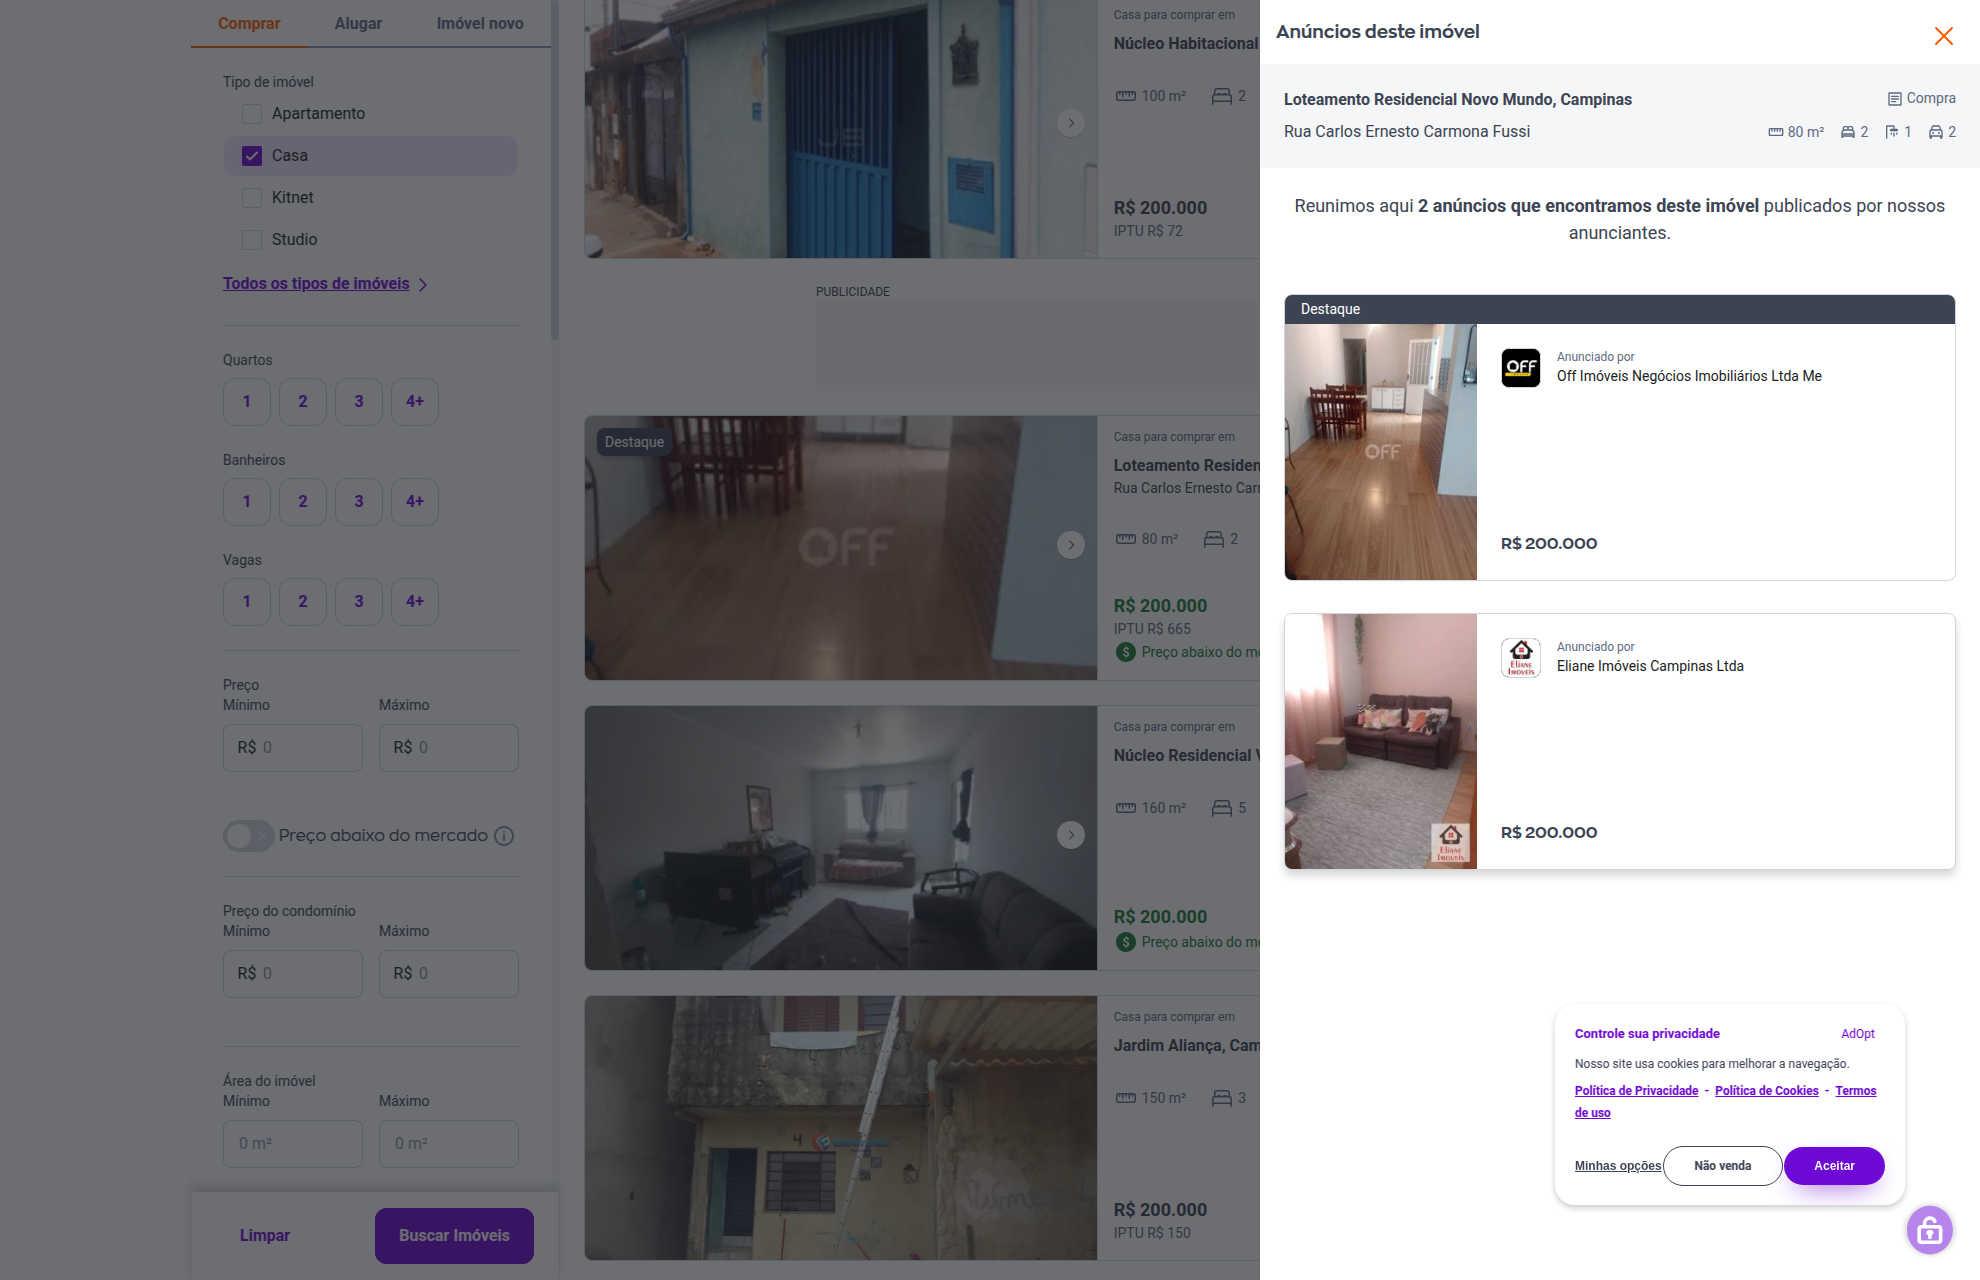 Comprar
Alugar
Imóvel novo
Tipo de imóvel
Apartamento
Casa
Kitnet
Studio
Todos os tipos de imóveis
Quartos
1 2 3 4+
Banheiros
1 2 3 4+
Vagas
1 2 3 4+
Preço
Mínimo
Máximo
R$ 0
R$ 0
Preço abaixo do mercado
Preço do condomínio
Mínimo
Máximo
R$ 0
R$ 0
Área do imóvel
Mínimo
Máximo
0 m²
0 m²
Limpar
Buscar Imóveis
Casa para comprar em
Núcleo Habitacional
100 m² 2
R$ 200.000
IPTU R$ 72
PUBLICIDADE
Destaque
OFF
Casa para comprar em
Loteamento Residen
Rua Carlos Ernesto Carr
80 m² 2
R$ 200.000
IPTU R$ 665
Preço abaixo do me
Casa para comprar em
Núcleo Residencial V
160 m² 5
R$ 200.000
Preço abaixo do me
Casa para comprar em
Jardim Aliança, Cam
150 m² 3
R$ 200.000
IPTU R$ 150
Anúncios deste imóvel
Loteamento Residencial Novo Mundo, Campinas
Compra
Rua Carlos Ernesto Carmona Fussi
80 m² 2 1 2
Reunimos aqui 2 anúncios que encontramos deste imóvel publicados por nossos
anunciantes.
Destaque
OFF
OFF
Anunciado por
Off Imóveis Negócios Imobiliários Ltda Me
R$ 200.000
Eliane
Imóveis
Eliane
Imóveis
Anunciado por
Eliane Imóveis Campinas Ltda
R$ 200.000
Controle sua privacidade
AdOpt
Nosso site usa cookies para melhorar a navegação.
Política de Privacidade - Política de Cookies - Termos
de uso
Minhas opções
Não venda
Aceitar